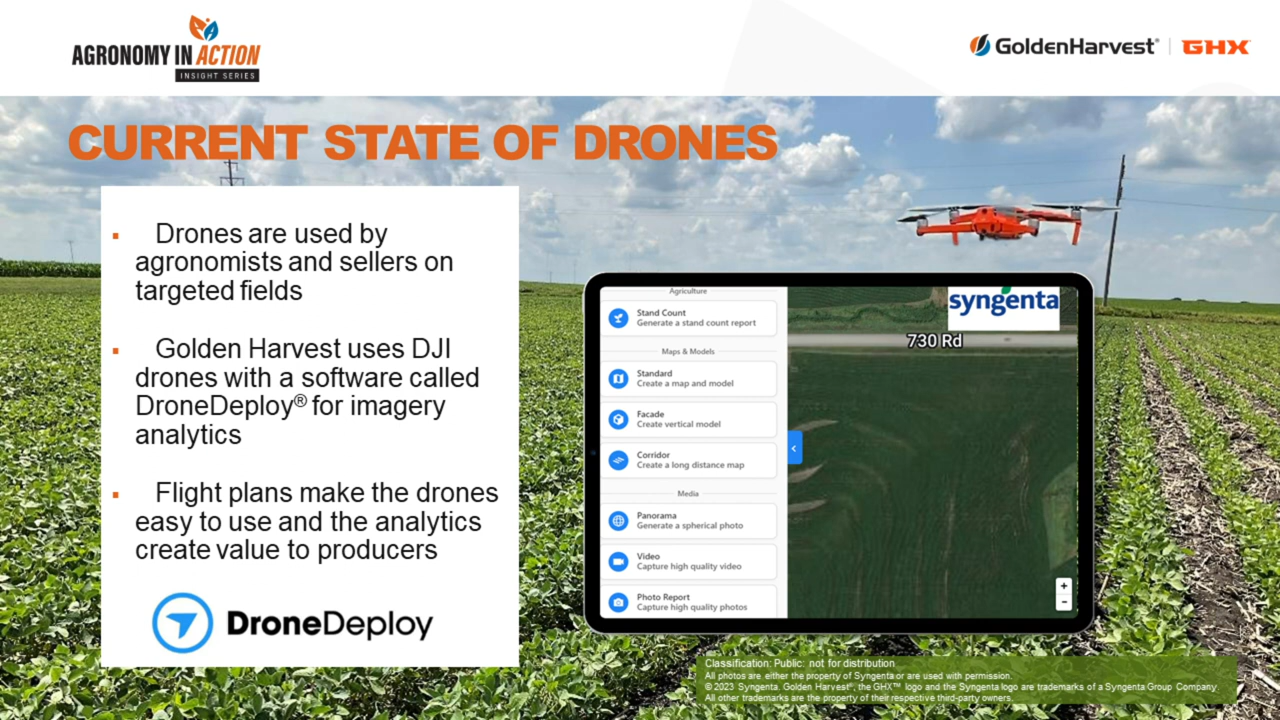 AGRONOMY IN ACTION
INSIGHT SERIES
GoldenHarvest® | GHX
CURRENT STATE OF DRONES
▪ Drones are used by
agronomists and sellers on
targeted fields
▪ Golden Harvest uses DJI
drones with a software called
DroneDeploy® for imagery
analytics
▪ Flight plans make the drones
easy to use and the analytics
create value to producers
DroneDeploy
Agriculture
Stand Count
Generate a stand count report
Maps & Models
Standard
Create a map and model
Facade
Create vertical model
Corridor
Create a long distance map
Media
Panorama
Generate a spherical photo
Video
Capture high quality video
Photo Report
Capture high quality photos
syngenta
730 Rd
+
-
Classification: Public: not for distribution
All photos are either the property of Syngenta or are used with permission.
© 2023 Syngenta. Golden Harvest®, the GHX™ logo and the Syngenta logo are trademarks of a Syngenta Group Company.
All other trademarks are the property of their respective third-party owners.